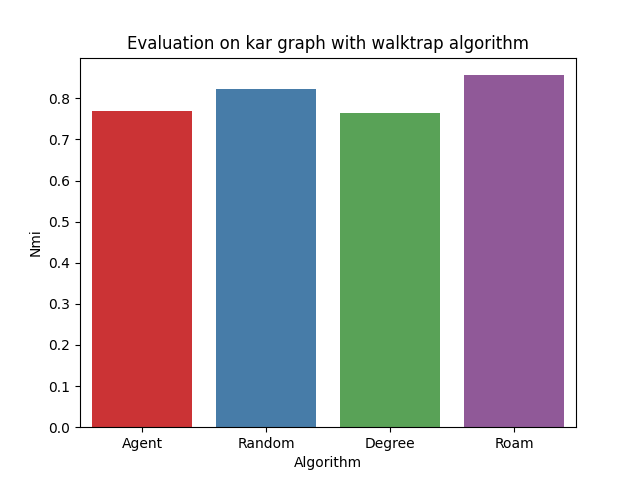 Evaluation on kar graph with walktrap algorithm
0.8
0.7
0.6
0.5
0.4
0.3
0.2
0.1
0.0
Nmi
Agent
Random
Degree
Roam
Algorithm